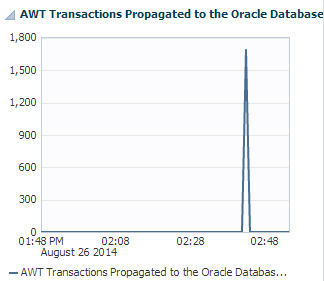 AWT Transactions Propagated to the Oracle Database
1,800
1,500
1,200
900
600
300
0
01:48 PM 02:08 02:28 02:48
August 26 2014
AWT Transactions Propagated to the Oracle Databas...